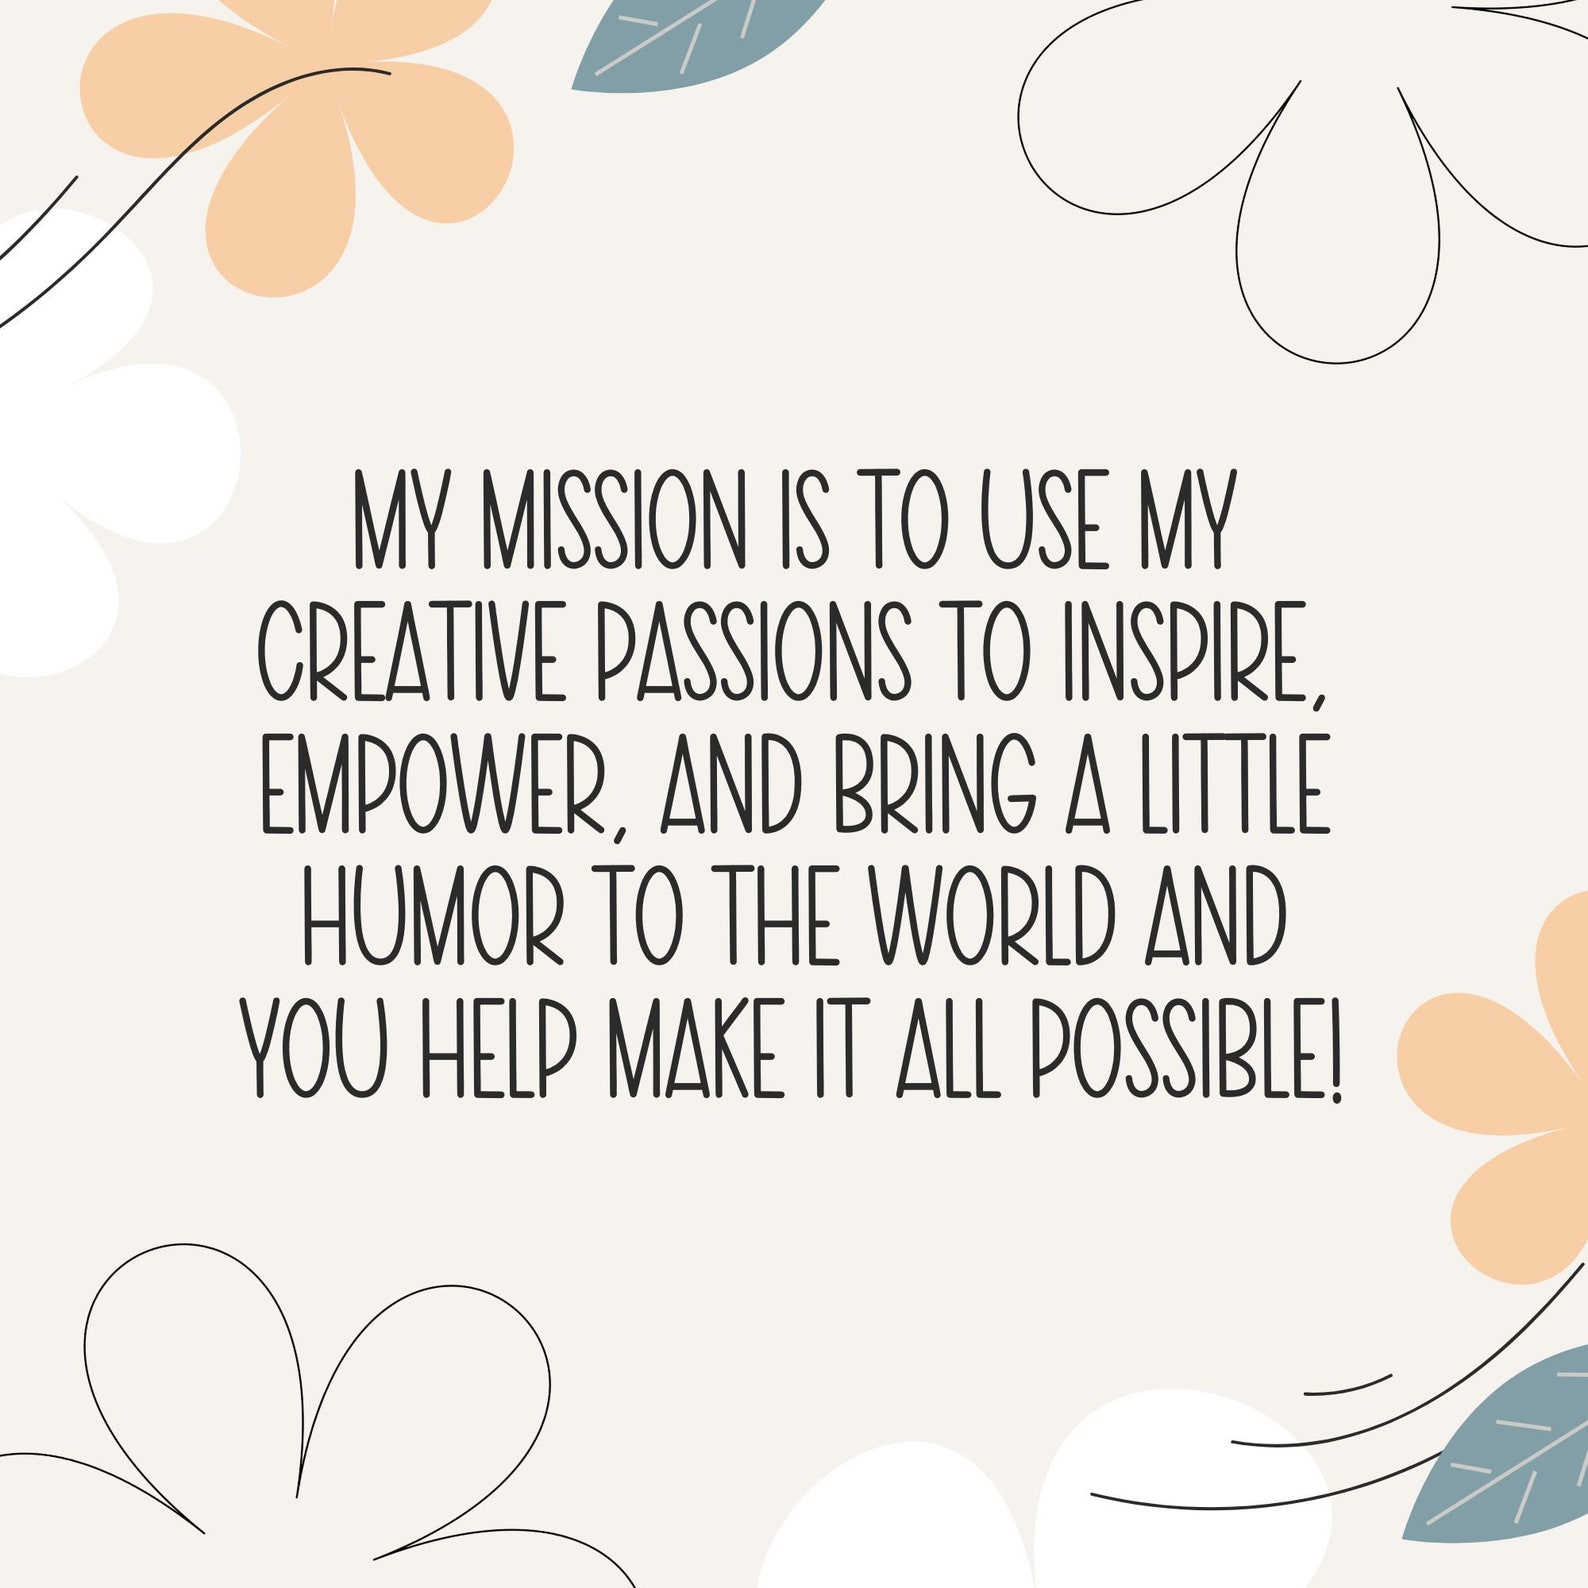 MY MISSION IS TO USE MY
CREATIVE PASSIONS TO INSPIRE,
EMPOWER, AND BRING A LITTLE
HUMOR TO THE WORLD AND
YOU HELP MAKE IT ALL POSSIBLE!